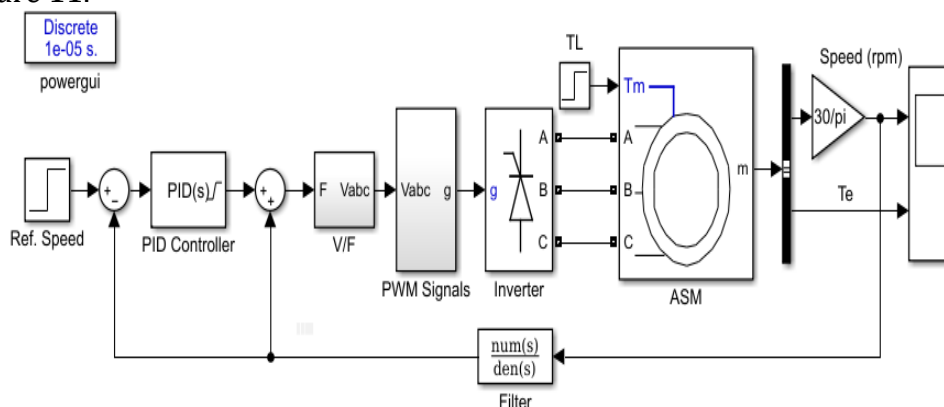 Discrete
1e-05 s.
powergui
TL
Speed (rpm)
Tm
30/pi
A
A
B
B
C
C
m
g
Te
Ref. Speed
+
−
PID(s)
PID Controller
+
+
F Vabc
V/F
Vabc g
PWM Signals
Inverter
ASM
num(s)
den(s)
Filter